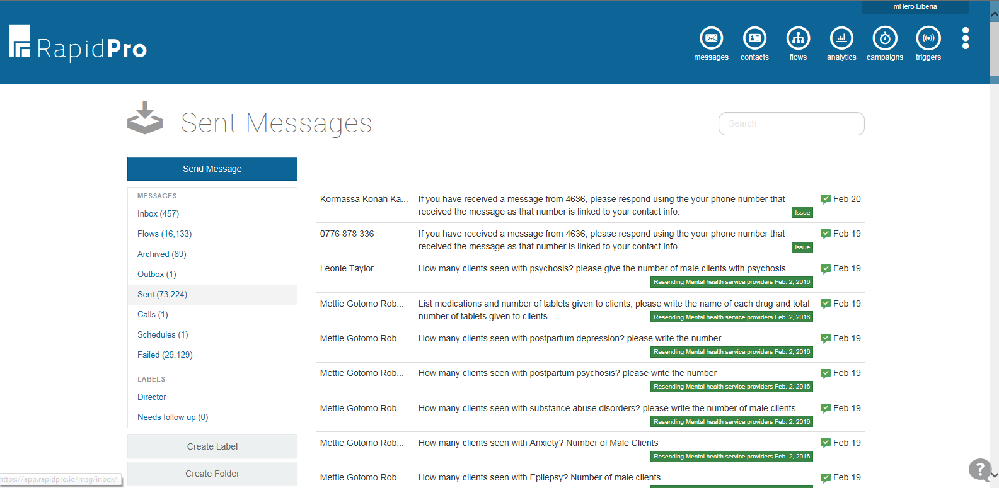 mHero Liberia
RapidPro
messages contacts flows analytics campaigns triggers
Sent Messages
Search
Send Message
MESSAGES
Inbox (457)
Flows (16,133)
Archived (89)
Outbox (1)
Sent (73,224)
Calls (1)
Schedules (1)
Failed (29,129)
LABELS
Director
Needs follow up (0)
Create Label
Create Folder
Kormassa Konah Ka... If you have received a message from 4636, please respond using the your phone number that Feb 20
received the message as that number is linked to your contact info. Issue
0776 878 336 If you have received a message from 4636, please respond using the your phone number that Feb 19
received the message as that number is linked to your contact info. Issue
Leonie Taylor How many clients seen with psychosis? please give the number of male clients with psychosis. Feb 19
Resending Mental health service providers Feb. 2, 2016
Mettie Gotomo Rob... List medications and number of tablets given to clients, please write the name of each drug and total Feb 19
number of tablets given to clients. Resending Mental health service providers Feb. 2, 2016
Mettie Gotomo Rob... How many clients seen with postpartum depression? please write the number Feb 19
Resending Mental health service providers Feb. 2, 2016
Mettie Gotomo Rob... How many clients seen with postpartum psychosis? please write the number Feb 19
Resending Mental health service providers Feb. 2, 2016
Mettie Gotomo Rob... How many clients seen with substance abuse disorders? please write the number of male clients. Feb 19
Resending Mental health service providers Feb. 2, 2016
Mettie Gotomo Rob... How many clients seen with Anxiety? Number of Male Clients Feb 19
Resending Mental health service providers Feb. 2, 2016
Mettie Gotomo Rob... How many clients seen with Epilepsy? Number of male clients Feb 19
?
https://app.rapidpro.io/msg/inbox/